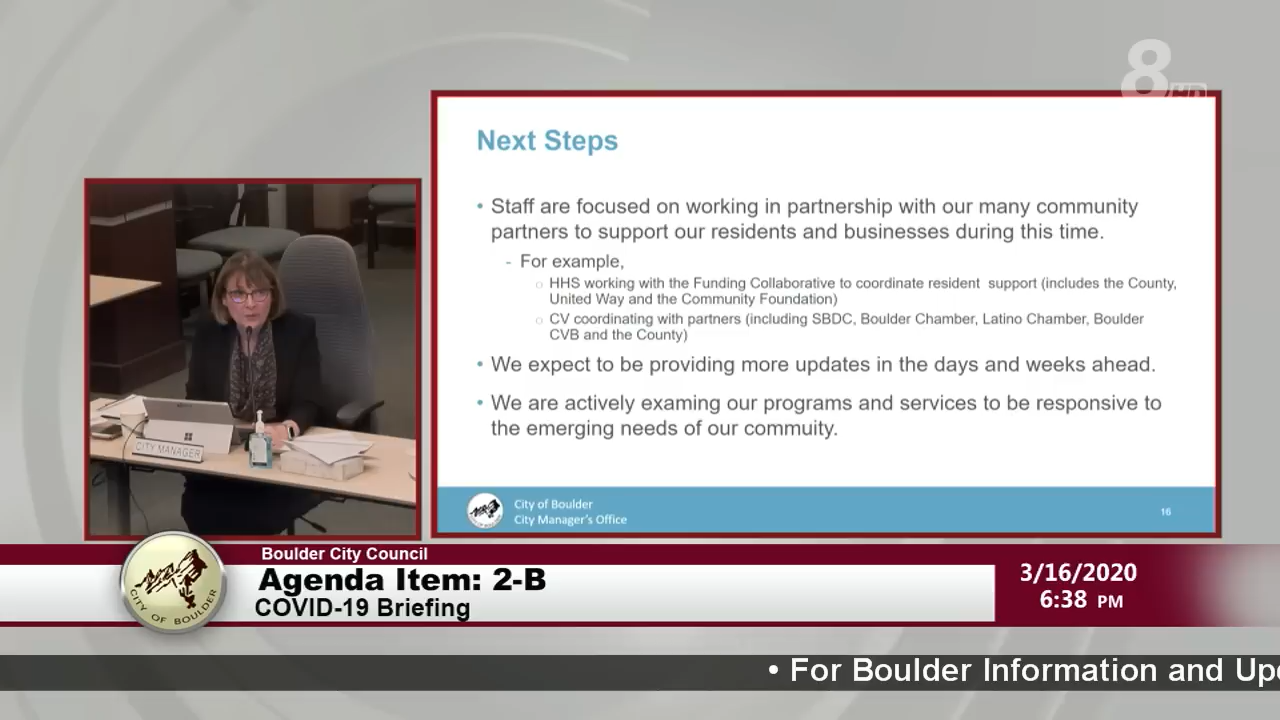 8
HD
Next Steps
• Staff are focused on working in partnership with our many community
partners to support our residents and businesses during this time.
- For example,
○ HHS working with the Funding Collaborative to coordinate resident support (includes the County,
United Way and the Community Foundation)
○ CV coordinating with partners (including SBDC, Boulder Chamber, Latino Chamber, Boulder
CVB and the County)
• We expect to be providing more updates in the days and weeks ahead.
• We are actively examining our programs and services to be responsive to
the emerging needs of our commuity.
City of Boulder
City Manager's Office
16
CITY MANAGER
Boulder City Council
Agenda Item: 2-B
COVID-19 Briefing
CITY OF BOULDER
3/16/2020
6:38 PM
• For Boulder Information and Up